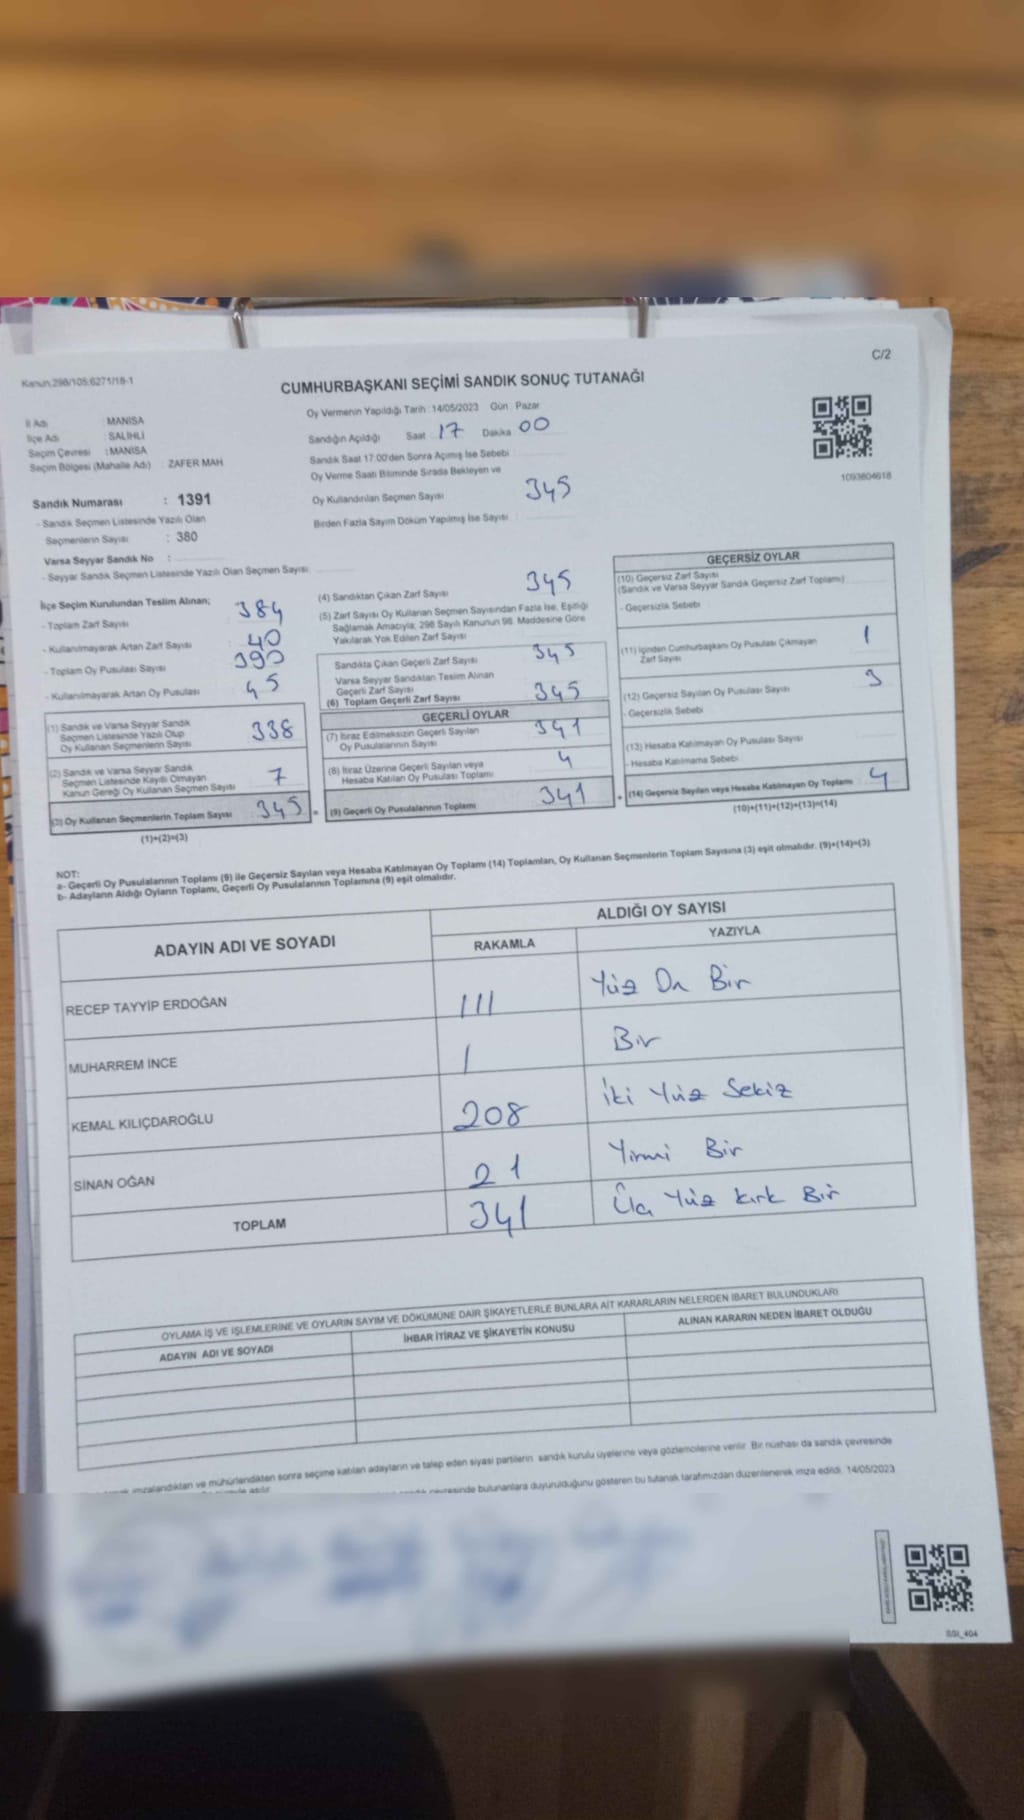 C/2
Kanun:298/105;6271/18-1
CUMHURBAŞKANI SEÇİMİ SANDIK SONUÇ TUTANAĞI
İl Adı : MANİSA
İlçe Adı : SALİHLİ
Seçim Çevresi : MANİSA
Seçim Bölgesi (Mahalle Adı) : ZAFER MAH
Oy Vermenin Yapıldığı Tarih :14/05/2023 Gün : Pazar
Sandığın Açıldığı Saat 17 Dakika 00
Sandık Saat 17:00'den Sonra Açılmış İse Sebebi
Oy Verme Saati Bitiminde Sırada Bekleyen ve
Oy Kullandırılan Seçmen Sayısı 345
Birden Fazla Sayım Döküm Yapılmış İse Sayısı :
1093804618
Sandık Numarası : 1391
- Sandık Seçmen Listesinde Yazılı Olan
Seçmenlerin Sayısı : 380
Varsa Seyyar Sandık No :
- Seyyar Sandık Seçmen Listesinde Yazılı Olan Seçmen Sayısı:
İlçe Seçim Kurulundan Teslim Alınan;
- Toplam Zarf Sayısı 384
- Kullanılmayarak Artan Zarf Sayısı 40
- Toplam Oy Pusulası Sayısı 390
- Kullanılmayarak Artan Oy Pusulası 45
(1) Sandık ve Varsa Seyyar Sandık
Seçmen Listesinde Yazılı Olup
Oy Kullanan Seçmenlerin Sayısı 338
(2) Sandık ve Varsa Seyyar Sandık
Seçmen Listesinde Kayıtlı Olmayan
Kanun Gereği Oy Kullanan Seçmen Sayısı 7
(3) Oy Kullanan Seçmenlerin Toplam Sayısı 345 =
(1)+(2)=(3)
(4) Sandıktan Çıkan Zarf Sayısı 345
(5) Zarf Sayısı Oy Kullanan Seçmen Sayısından Fazla İse, Eşitliği
Sağlamak Amacıyla, 298 Sayılı Kanunun 98. Maddesine Göre
Yakılarak Yok Edilen Zarf Sayısı
Sandıkta Çıkan Geçerli Zarf Sayısı 345
Varsa Seyyar Sandıktan Teslim Alınan
Geçerli Zarf Sayısı
(6) Toplam Geçerli Zarf Sayısı 345
GEÇERLİ OYLAR
(7) İtiraz Edilmeksizin Geçerli Sayılan
Oy Pusulalarının Sayısı 341
(8) İtiraz Üzerine Geçerli Sayılan veya
Hesaba Katılan Oy Pusulası Toplamı 4
(9) Geçerli Oy Pusulalarının Toplamı 341 +
GEÇERSİZ OYLAR
(10) Geçersiz Zarf Sayısı
(Sandık ve Varsa Seyyar Sandık Geçersiz Zarf Toplamı)
- Geçersizlik Sebebi
(11) İçinden Cumhurbaşkanı Oy Pusulası Çıkmayan
Zarf Sayısı 1
(12) Geçersiz Sayılan Oy Pusulası Sayısı 3
- Geçersizlik Sebebi
(13) Hesaba Katılmayan Oy Pusulası Sayısı
- Hesaba Katılmama Sebebi
(14) Geçersiz Sayılan veya Hesaba Katılmayan Oy Toplamı 4
(10)+(11)+(12)+(13)=(14)
NOT:
a- Geçerli Oy Pusulalarının Toplamı (9) ile Geçersiz Sayılan veya Hesaba Katılmayan Oy Toplamı (14) Toplamları, Oy Kullanan Seçmenlerin Toplam Sayısına (3) eşit olmalıdır. (9)+(14)=(3)
b- Adayların Aldığı Oyların Toplamı, Geçerli Oy Pusulalarının Toplamına (9) eşit olmalıdır.
ADAYIN ADI VE SOYADI
ALDIĞI OY SAYISI
RAKAMLA YAZIYLA
RECEP TAYYİP ERDOĞAN 111 Yüz On Bir
MUHARREM İNCE 1 Bir
KEMAL KILIÇDAROĞLU 208 İki Yüz Sekiz
SİNAN OĞAN 21 Yirmi Bir
TOPLAM 341 Üç Yüz Kırk Bir
OYLAMA İŞ VE İŞLEMLERİNE VE OYLARIN SAYIM VE DÖKÜMÜNE DAİR ŞİKAYETLERLE BUNLARA AİT KARARLARIN NELERDEN İBARET BULUNDUKLARI
ADAYIN ADI VE SOYADI İHBAR İTİRAZ VE ŞİKAYETİN KONUSU ALINAN KARARIN NEDEN İBARET OLDUĞU
imzalandıktan ve mühürlendikten sonra seçime katılan adayların ve talep eden siyasi partilerin sandık kurulu üyelerine veya gözlemcilerine verilir. Bir nüshası da sandık çevresinde
çevresinde bulunanlara duyurulduğunu gösteren bu tutanak tarafımızdan düzenlenerek imza edildi. 14/05/2023